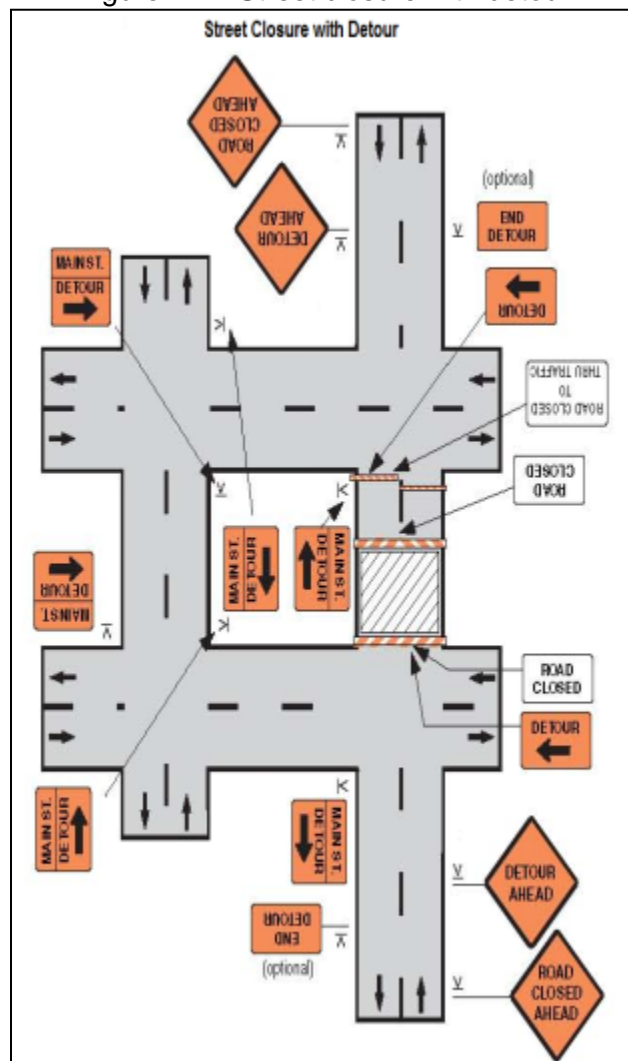 Street Closure with Detour
ROAD
CLOSED
AHEAD
DETOUR
AHEAD
(optional)
END
DETOUR
MAIN ST.
DETOUR
DETOUR
ROAD CLOSED
TO
THRU TRAFFIC
ROAD
CLOSED
MAIN ST.
DETOUR
MAIN ST.
DETOUR
MAIN ST.
DETOUR
ROAD
CLOSED
DETOUR
MAIN ST.
DETOUR
MAIN ST.
DETOUR
DETOUR
AHEAD
END
DETOUR
(optional)
ROAD
CLOSED
AHEAD